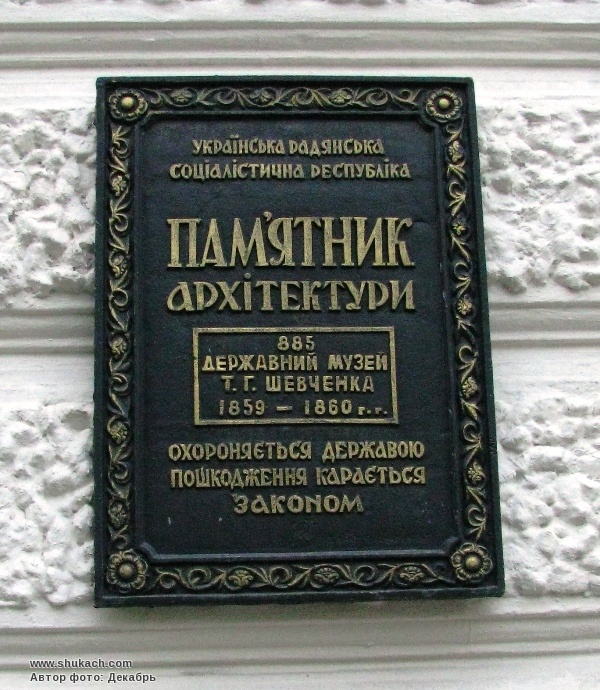 УКРАЇНСЬКА РАДЯНСЬКА
СОЦІАЛІСТИЧНА РЕСПУБЛІКА
ПАМ'ЯТНИК
АРХІТЕКТУРИ
885
ДЕРЖАВНИЙ МУЗЕЙ
Т. Г. ШЕВЧЕНКА
1859 — 1860 г.г.
ОХОРОНЯЄТЬСЯ ДЕРЖАВОЮ
ПОШКОДЖЕННЯ КАРАЄТЬСЯ
ЗАКОНОМ
www.shukach.com
Автор фото: Декабрь